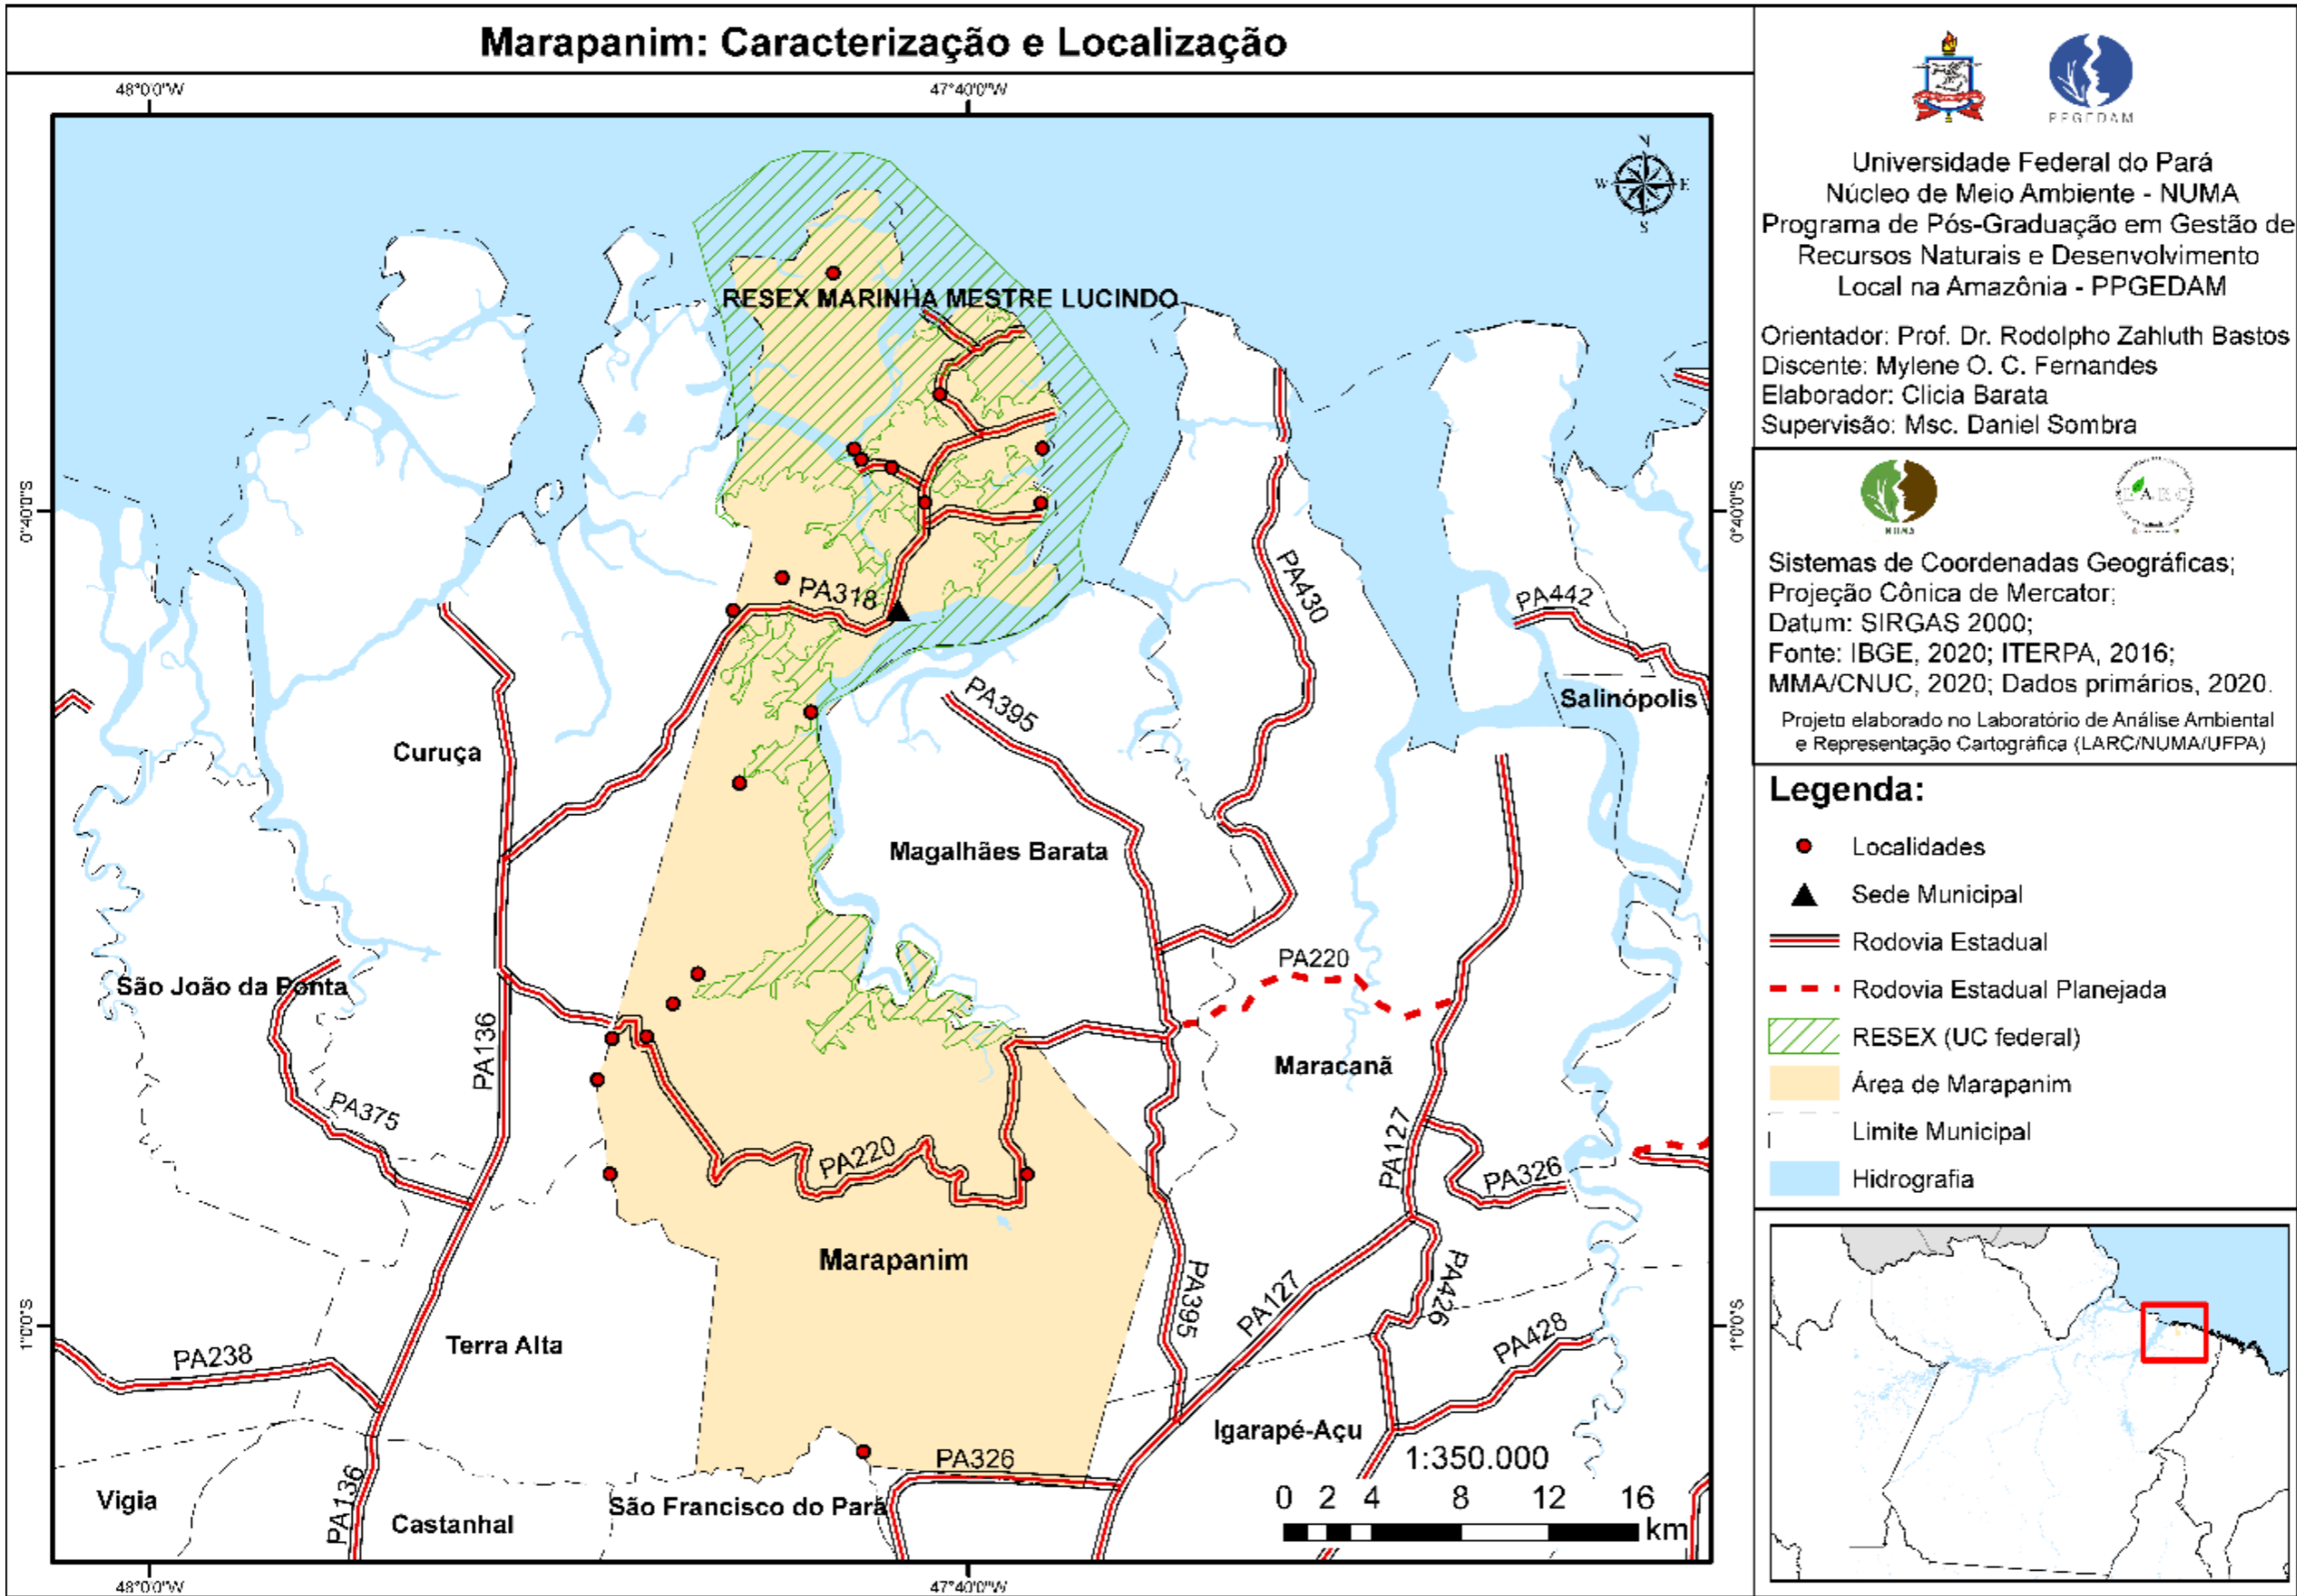 Marapanim: Caracterização e Localização
48°0'0"W
47°40'0"W
N
W
E
S
RESEX MARINHA MESTRE LUCINDO
0°40'0"S
0°40'0"S
PA318
PA430
PA442
Salinópolis
PA395
Curuça
Magalhães Barata
São João da Ponta
PA220
PA136
Maracanã
PA375
PA220
PA127
PA326
Marapanim
PA395
PA127
PA426
1°0'0"S
1°0'0"S
PA238
Terra Alta
PA428
Igarapé-Açu
PA326
1:350.000
Vigia
PA136
Castanhal
São Francisco do Pará
0 2 4 8 12 16
km
48°0'0"W
47°40'0"W
PPGEDAM
Universidade Federal do Pará
Núcleo de Meio Ambiente - NUMA
Programa de Pós-Graduação em Gestão de
Recursos Naturais e Desenvolvimento
Local na Amazônia - PPGEDAM
Orientador: Prof. Dr. Rodolpho Zahluth Bastos
Discente: Mylene O. C. Fernandes
Elaborador: Clicia Barata
Supervisão: Msc. Daniel Sombra
NUMA
LARC
Sistemas de Coordenadas Geográficas;
Projeção Cônica de Mercator;
Datum: SIRGAS 2000;
Fonte: IBGE, 2020; ITERPA, 2016;
MMA/CNUC, 2020; Dados primários, 2020.
Projeto elaborado no Laboratório de Análise Ambiental
e Representação Cartográfica (LARC/NUMA/UFPA)
Legenda:
Localidades
Sede Municipal
Rodovia Estadual
Rodovia Estadual Planejada
RESEX (UC federal)
Área de Marapanim
Limite Municipal
Hidrografia